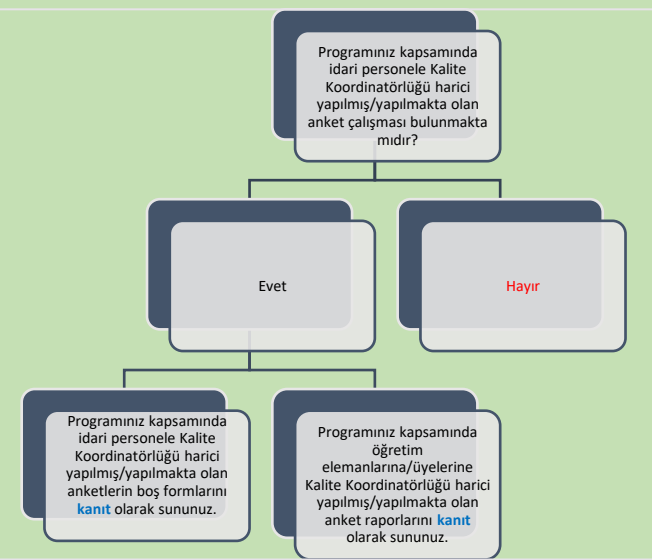 Programınız kapsamında
idari personele Kalite
Koordinatörlüğü harici
yapılmış/yapılmakta olan
anket çalışması bulunmakta
mıdır?
Evet
Hayır
Programınız kapsamında
idari personele Kalite
Koordinatörlüğü harici
yapılmış/yapılmakta olan
anketlerin boş formlarını
kanıt olarak sununuz.
Programınız kapsamında
öğretim
elemanlarına/üyelerine
Kalite Koordinatörlüğü harici
yapılmış/yapılmakta olan
anket raporlarını kanıt
olarak sununuz.